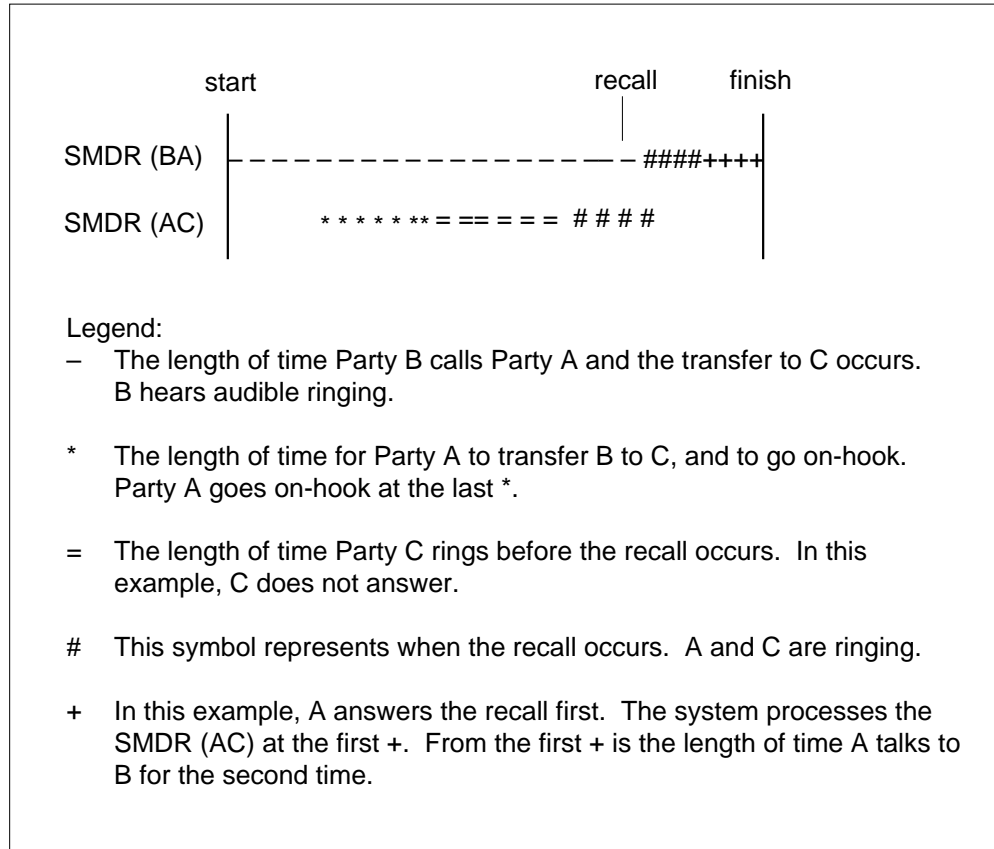 start recall finish
SMDR (BA) – – – – – – – – – – – – – – – – – –– – ####++++
SMDR (AC) * * * * * ** = == = = = = # # # #
Legend:
– The length of time Party B calls Party A and the transfer to C occurs.
B hears audible ringing.
* The length of time for Party A to transfer B to C, and to go on-hook.
Party A goes on-hook at the last *.
= The length of time Party C rings before the recall occurs. In this
example, C does not answer.
# This symbol represents when the recall occurs. A and C are ringing.
+ In this example, A answers the recall first. The system processes the
SMDR (AC) at the first +. From the first + is the length of time A talks to
B for the second time.